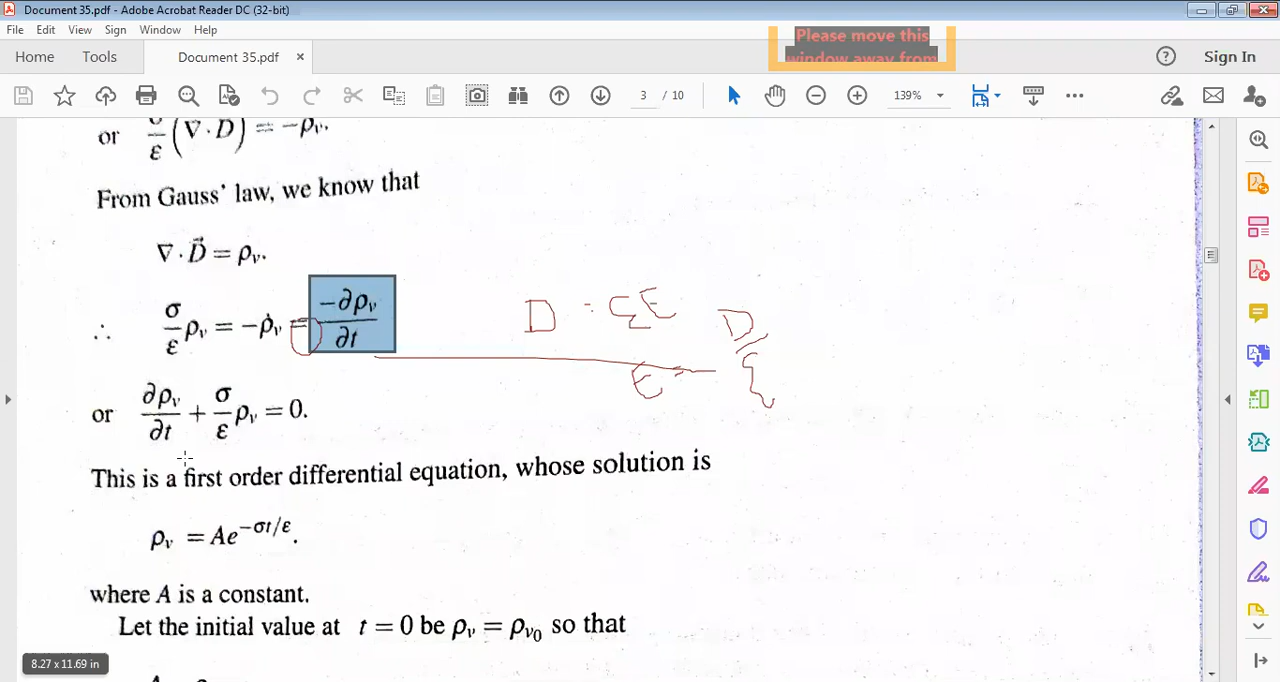 Document 35.pdf - Adobe Acrobat Reader DC (32-bit)
File Edit View Sign Window Help
Please move this
window away from
Home Tools Document 35.pdf × Sign In
3 / 10 139%
or σ/ε (∇ · D) = −ρ̇ᵥ.
From Gauss' law, we know that
∇ · D⃗ = ρᵥ.
∴ σ/ε ρᵥ = −ρ̇ᵥ = −∂ρᵥ/∂t
D = εE
E = D/ε
or ∂ρᵥ/∂t + σ/ε ρᵥ = 0.
This is a first order differential equation, whose solution is
ρᵥ = Ae^−σt/ε.
where A is a constant.
Let the initial value at t = 0 be ρᵥ = ρᵥ₀ so that
8.27 x 11.69 in